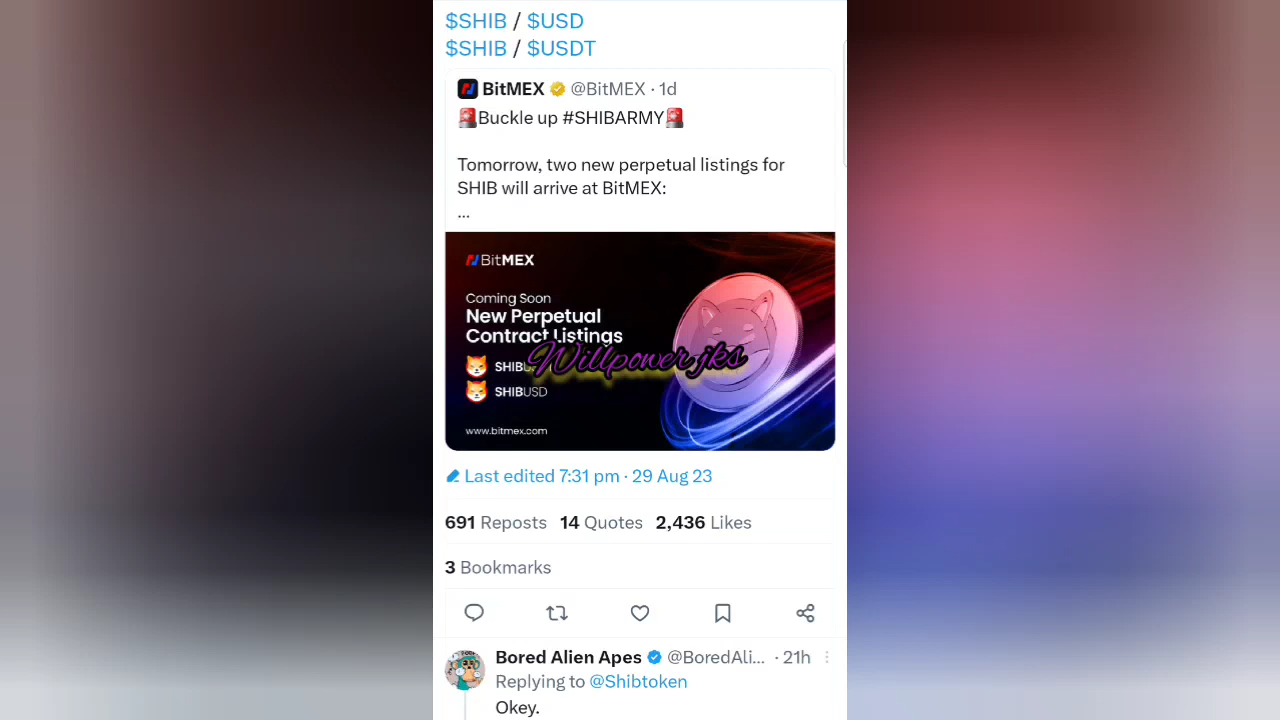 $SHIB / $USD
$SHIB / $USDT
BitMEX @BitMEX · 1d
🚨Buckle up #SHIBARMY🚨
Tomorrow, two new perpetual listings for
SHIB will arrive at BitMEX:
...
BitMEX
Coming Soon
New Perpetual
Contract Listings
Willpower jks
SHIBUSD
www.bitmex.com
Last edited 7:31 pm · 29 Aug 23
691 Reposts 14 Quotes 2,436 Likes
3 Bookmarks
Bored Alien Apes @BoredAli... · 21h
Replying to @Shibtoken
Okey.